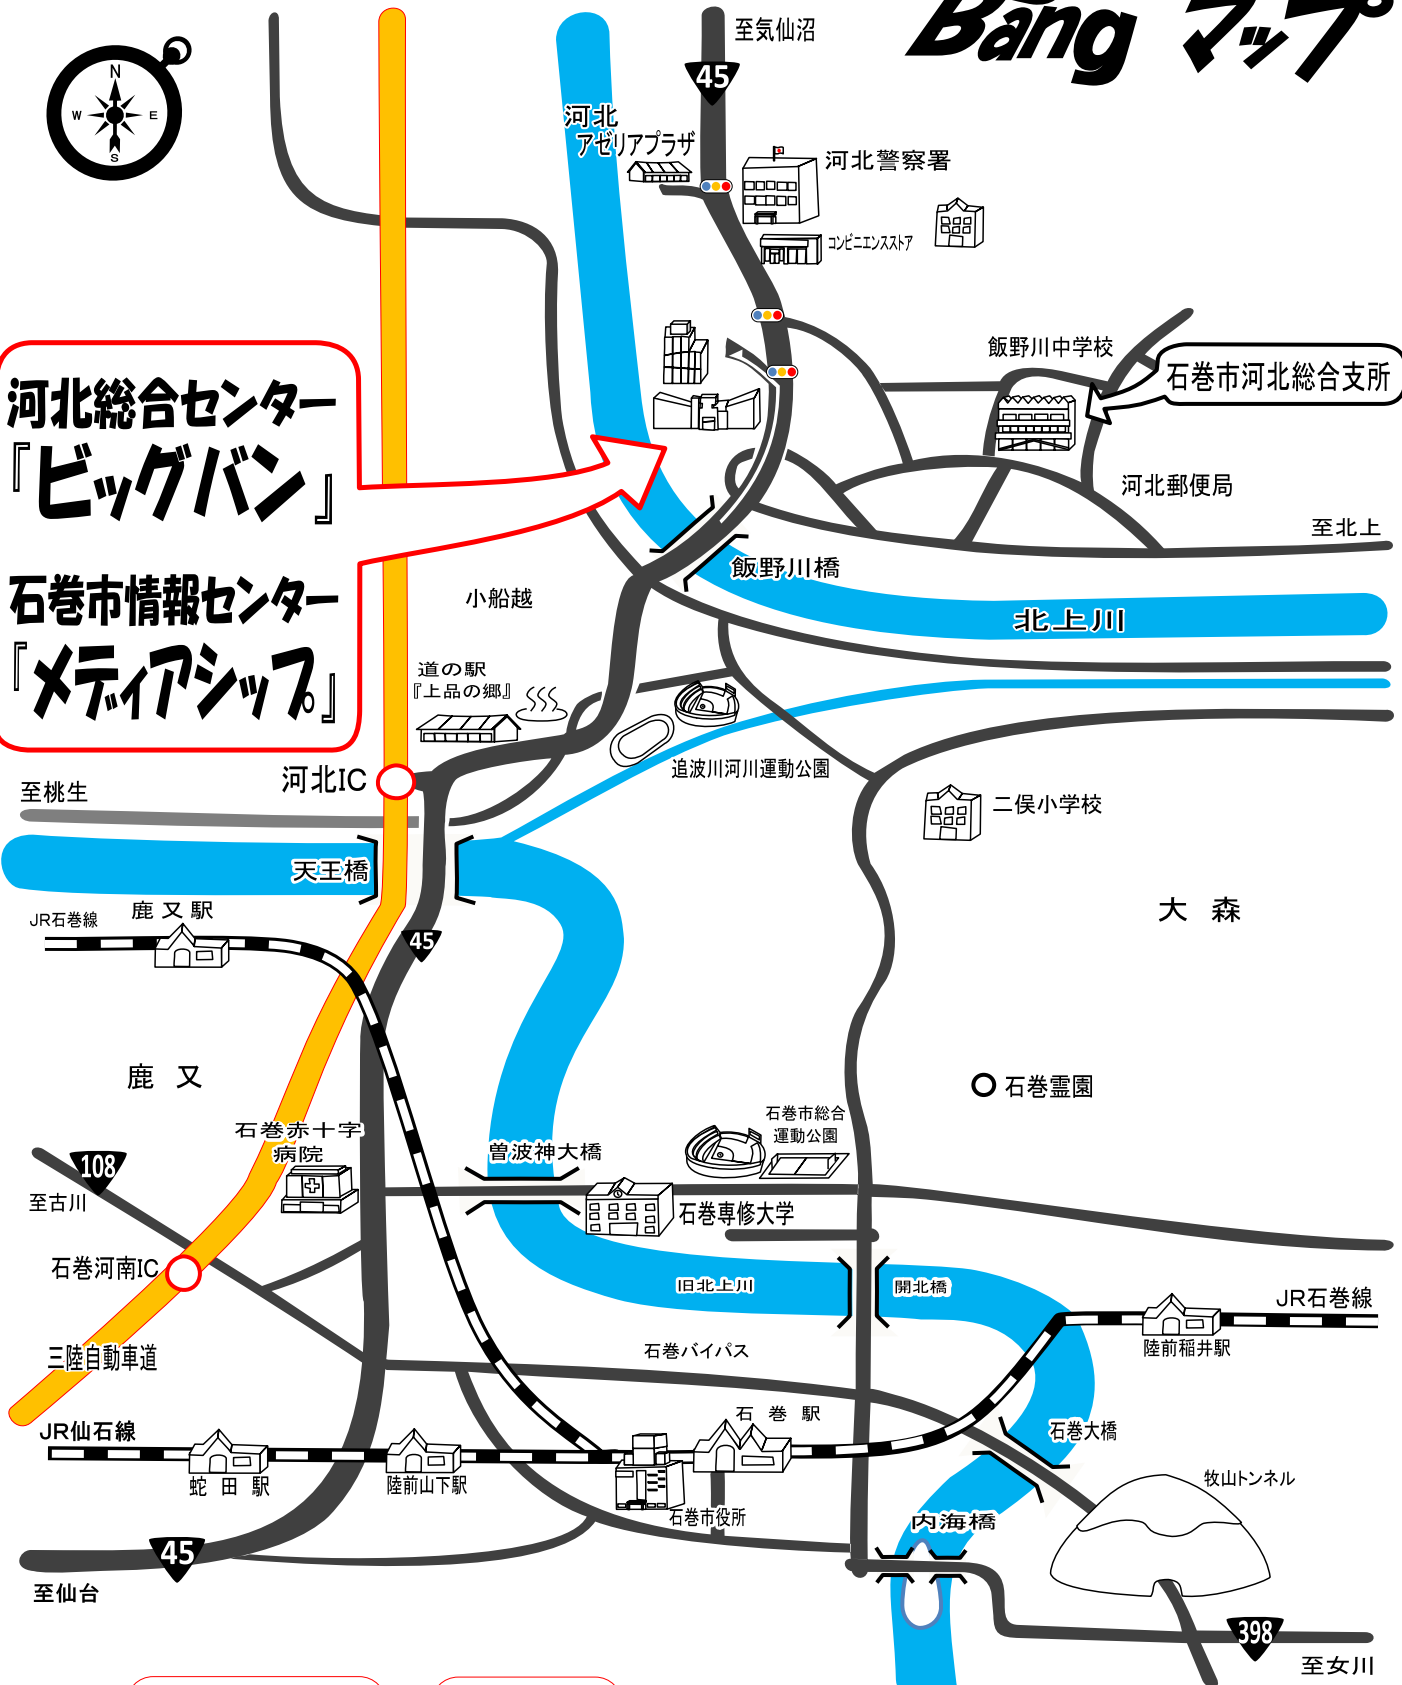 Bang マップ
N
W
E
S
至気仙沼
45
河北
アゼリアプラザ
河北警察署
コンビニエンスストア
飯野川中学校
石巻市河北総合支所
河北総合センター
『ビッグバン』
石巻市情報センター
『メディアシップ』
河北郵便局
至北上
飯野川橋
小船越
北上川
道の駅
『上品の郷』
河北IC
追波川河川運動公園
至桃生
二俣小学校
天王橋
JR石巻線
鹿又駅
大森
45
鹿又
石巻霊園
石巻赤十字
病院
石巻市総合
運動公園
曽波神大橋
108
至古川
石巻専修大学
石巻河南IC
旧北上川
開北橋
JR石巻線
三陸自動車道
石巻バイパス
陸前稲井駅
JR仙石線
石巻駅
石巻大橋
蛇田駅
陸前山下駅
牧山トンネル
石巻市役所
内海橋
45
至仙台
398
至女川